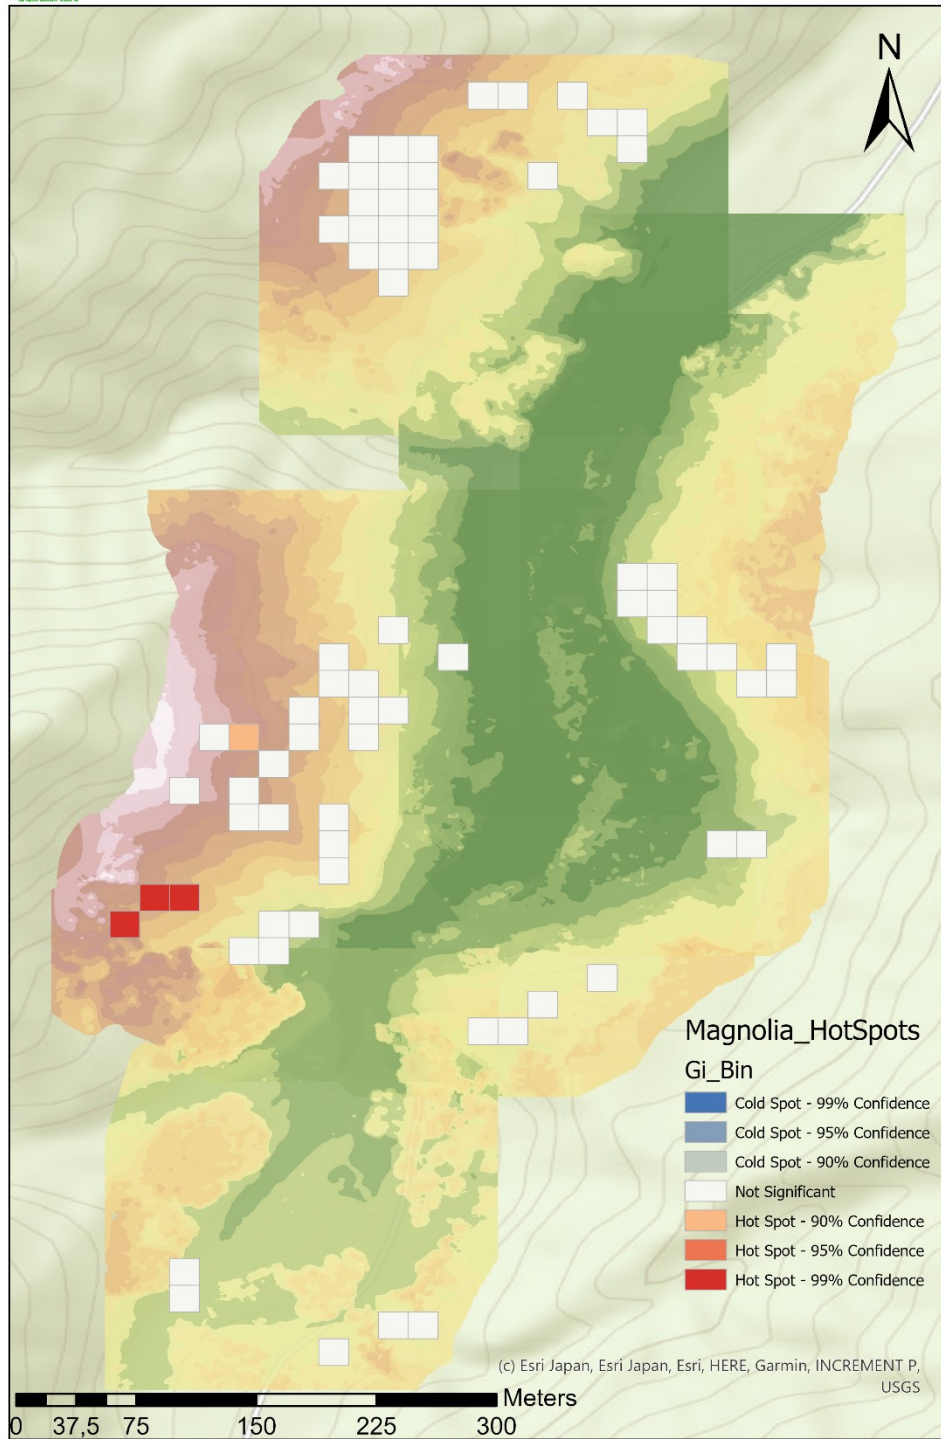 N
Magnolia_HotSpots
Gi_Bin
Cold Spot - 99% Confidence
Cold Spot - 95% Confidence
Cold Spot - 90% Confidence
Not Significant
Hot Spot - 90% Confidence
Hot Spot - 95% Confidence
Hot Spot - 99% Confidence
(c) Esri Japan, Esri Japan, Esri, HERE, Garmin, INCREMENT P,
USGS
Meters
0 37,5 75 150 225 300